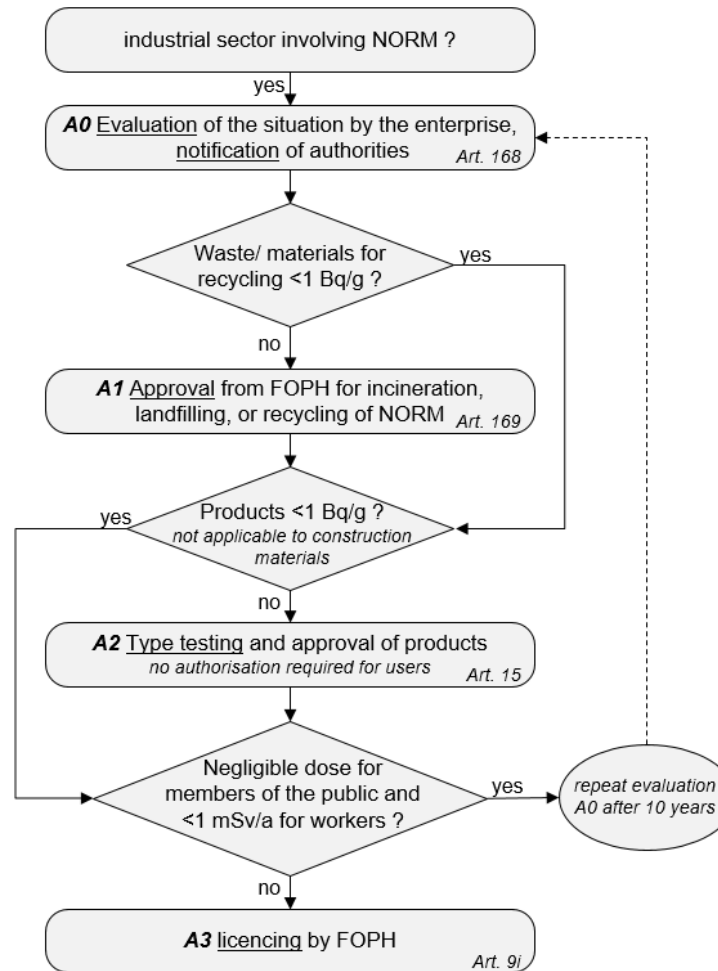 industrial sector involving NORM ?
yes
A0 Evaluation of the situation by the enterprise,
notification of authorities
Art. 168
Waste/ materials for
recycling <1 Bq/g ?
yes
no
A1 Approval from FOPH for incineration,
landfilling, or recycling of NORM
Art. 169
yes
Products <1 Bq/g ?
not applicable to construction
materials
no
A2 Type testing and approval of products
no authorisation required for users
Art. 15
Negligible dose for
members of the public and
<1 mSv/a for workers ?
yes
repeat evaluation
A0 after 10 years
no
A3 licencing by FOPH
Art. 9i